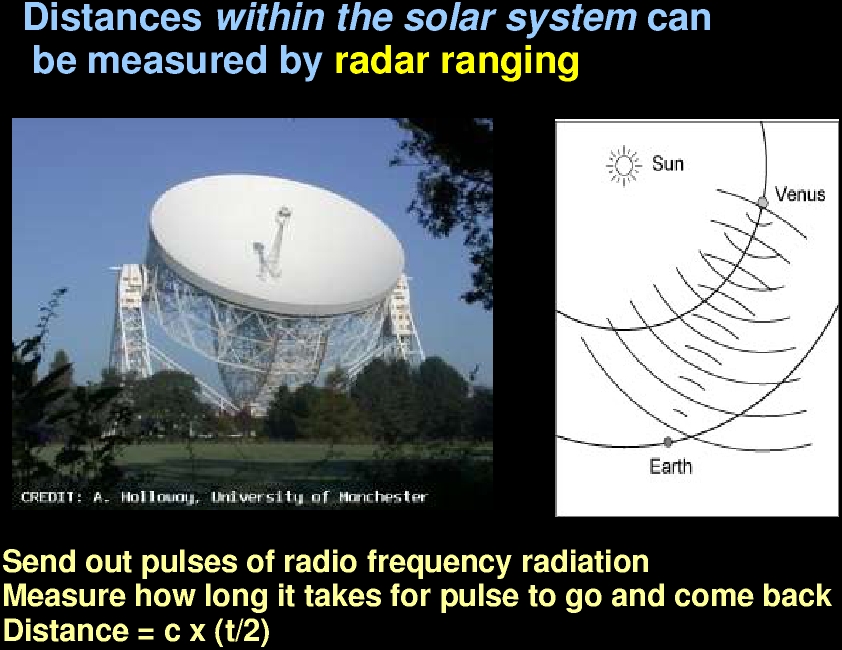 Distances within the solar system can
be measured by radar ranging
Sun
Venus
Earth
CREDIT: A. Holloway, University of Manchester
Send out pulses of radio frequency radiation
Measure how long it takes for pulse to go and come back
Distance = c x (t/2)